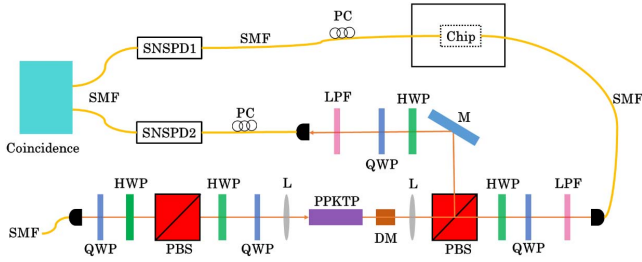 PC
SNSPD1
SMF
Chip
SMF
SMF
PC
LPF
HWP
M
SNSPD2
QWP
Coincidence
HWP
HWP
L
PPKTP
L
HWP
LPF
SMF
QWP
PBS
QWP
DM
PBS
QWP